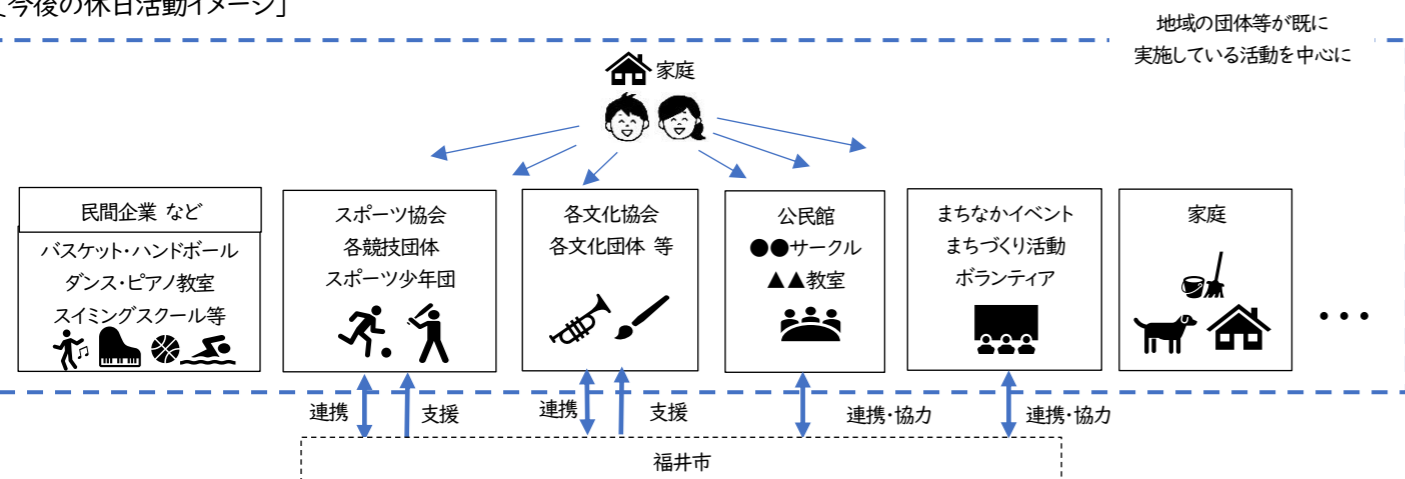 [今後の休日活動イメージ]
地域の団体等が既に
実施している活動を中心に
家庭
民間企業 など
バスケット・ハンドボール
ダンス・ピアノ教室
スイミングスクール等
スポーツ協会
各競技団体
スポーツ少年団
各文化協会
各文化団体 等
公民館
●●サークル
▲▲教室
まちなかイベント
まちづくり活動
ボランティア
家庭
•••
連携
支援
連携
支援
連携・協力
連携・協力
福井市